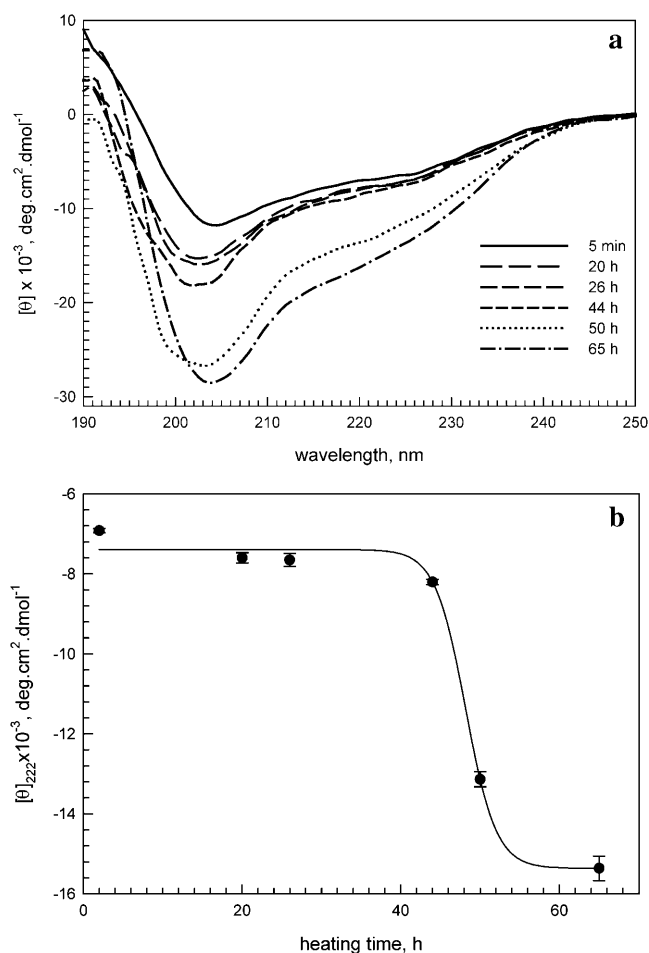 a
10
0
-10
-20
-30
[θ] x 10⁻³, deg.cm².dmol⁻¹
5 min
20 h
26 h
44 h
50 h
65 h
190 200 210 220 230 240 250
wavelength, nm
b
-6
-8
-10
-12
-14
-16
[θ]₂₂₂x10⁻³, deg.cm².dmol⁻¹
0 20 40 60
heating time, h